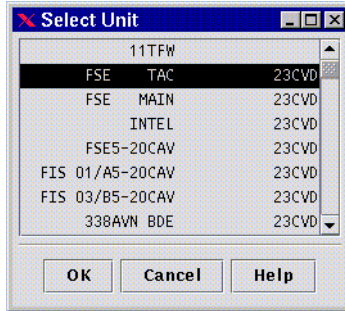 Select Unit
11TFW
FSE TAC 23CVD
FSE MAIN 23CVD
INTEL 23CVD
FSE5-20CAV 23CVD
FIS 01/A5-20CAV 23CVD
FIS 03/B5-20CAV 23CVD
338AVN BDE 23CVD
OK Cancel Help